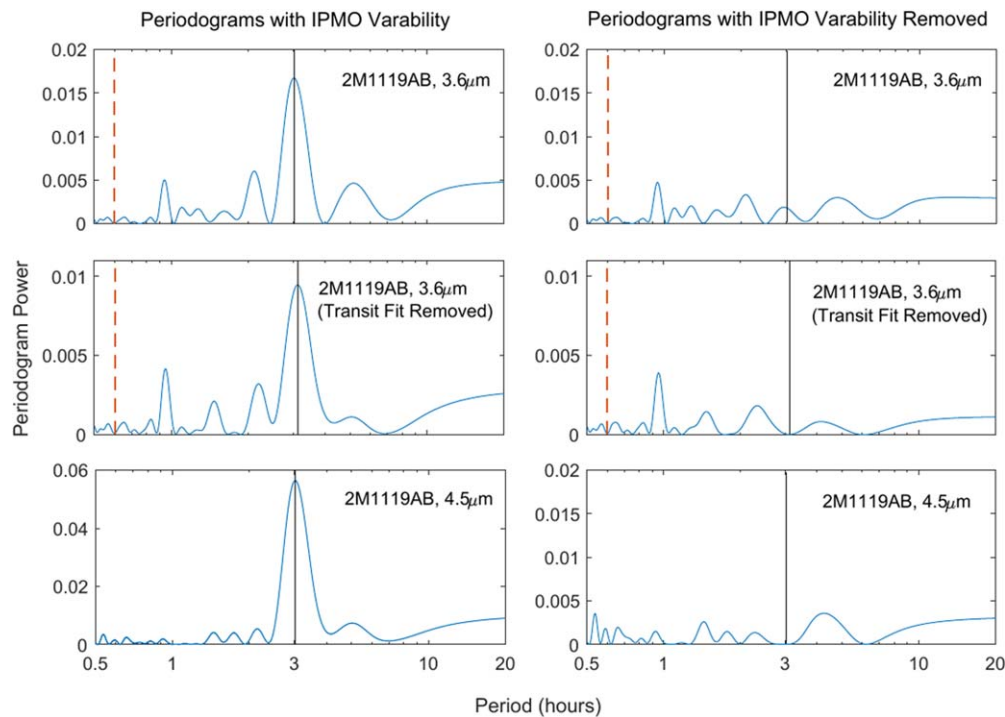 Periodograms with IPMO Varability
Periodograms with IPMO Varability Removed
0.02
0.015
0.01
0.005
0
2M1119AB, 3.6μm
0.02
0.015
0.01
0.005
0
2M1119AB, 3.6μm
0.01
0.005
0
2M1119AB, 3.6μm
(Transit Fit Removed)
0.01
0.005
0
2M1119AB, 3.6μm
(Transit Fit Removed)
Periodogram Power
0.06
0.04
0.02
0
2M1119AB, 4.5μm
0.5 1 3 10 20
0.02
0.015
0.01
0.005
0
2M1119AB, 4.5μm
0.5 1 3 10 20
Period (hours)